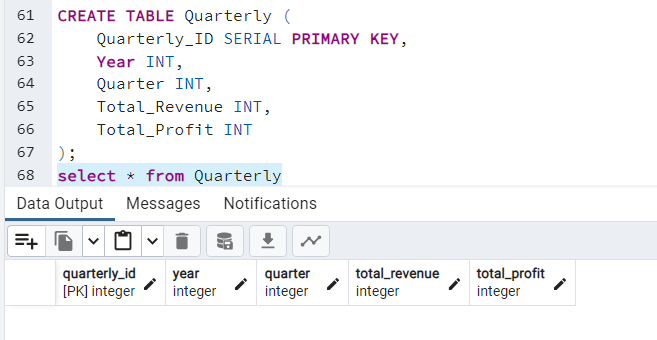 61 CREATE TABLE Quarterly (
62 Quarterly_ID SERIAL PRIMARY KEY,
63 Year INT,
64 Quarter INT,
65 Total_Revenue INT,
66 Total_Profit INT
67 );
68 select * from Quarterly
Data Output Messages Notifications
quarterly_id year quarter total_revenue total_profit
[PK] integer integer integer integer integer